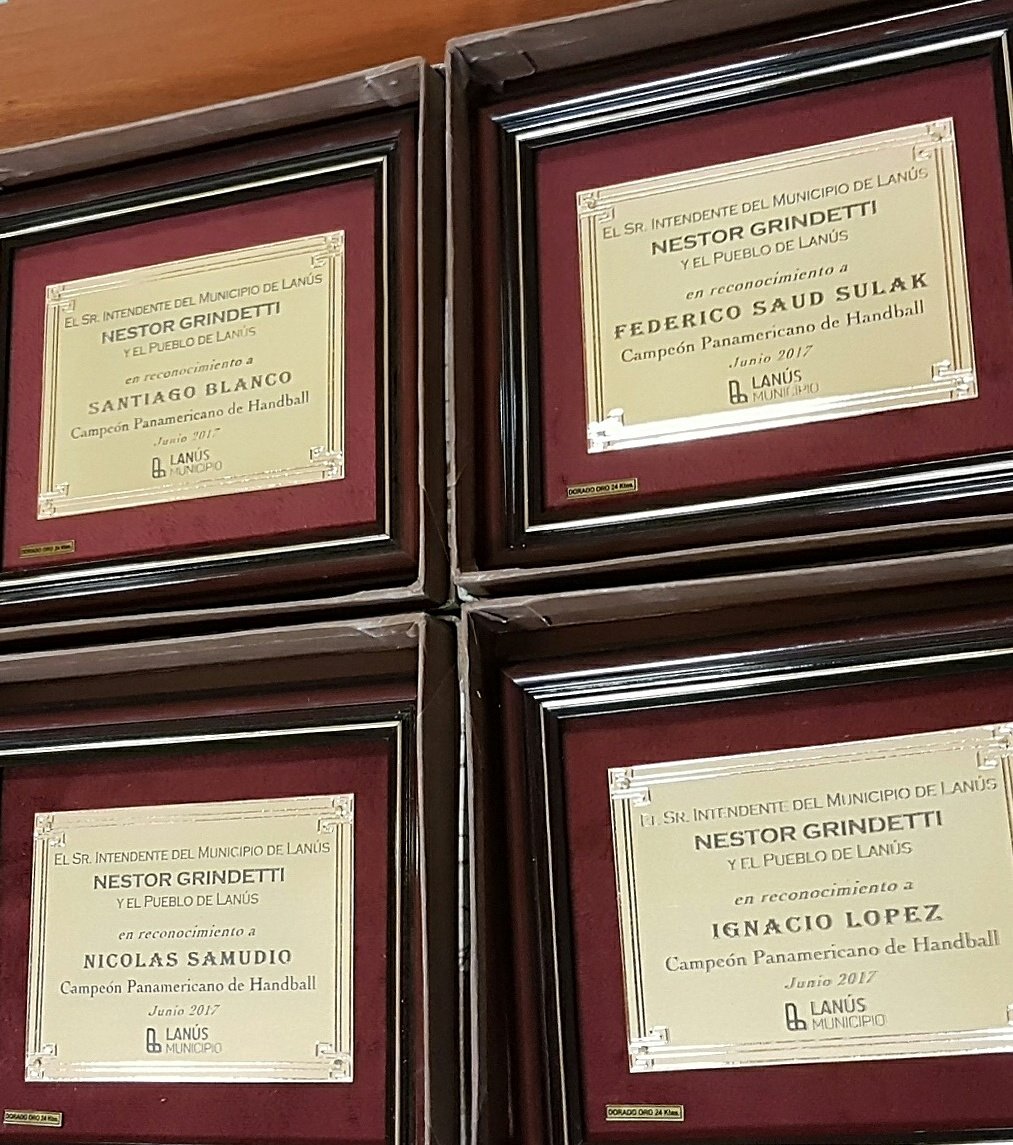 EL SR. INTENDENTE DEL MUNICIPIO DE LANÚS
NESTOR GRINDETTI
Y EL PUEBLO DE LANÚS
en reconocimiento a
SANTIAGO BLANCO
Campeón Panamericano de Handball
Junio 2017
LANÚS
MUNICIPIO
DORADO ORO 24 Ktes.
EL SR. INTENDENTE DEL MUNICIPIO DE LANÚS
NESTOR GRINDETTI
Y EL PUEBLO DE LANÚS
en reconocimiento a
FEDERICO SAUD SULAK
Campeón Panamericano de Handball
Junio 2017
LANÚS
MUNICIPIO
DORADO ORO 24 Ktes.
EL SR. INTENDENTE DEL MUNICIPIO DE LANÚS
NESTOR GRINDETTI
Y EL PUEBLO DE LANÚS
en reconocimiento a
NICOLAS SAMUDIO
Campeón Panamericano de Handball
Junio 2017
LANÚS
MUNICIPIO
DORADO ORO 24 Ktes.
EL SR. INTENDENTE DEL MUNICIPIO DE LANÚS
NESTOR GRINDETTI
Y EL PUEBLO DE LANÚS
en reconocimiento a
IGNACIO LOPEZ
Campeón Panamericano de Handball
Junio 2017
LANÚS
MUNICIPIO
DORADO ORO 24 Ktes.